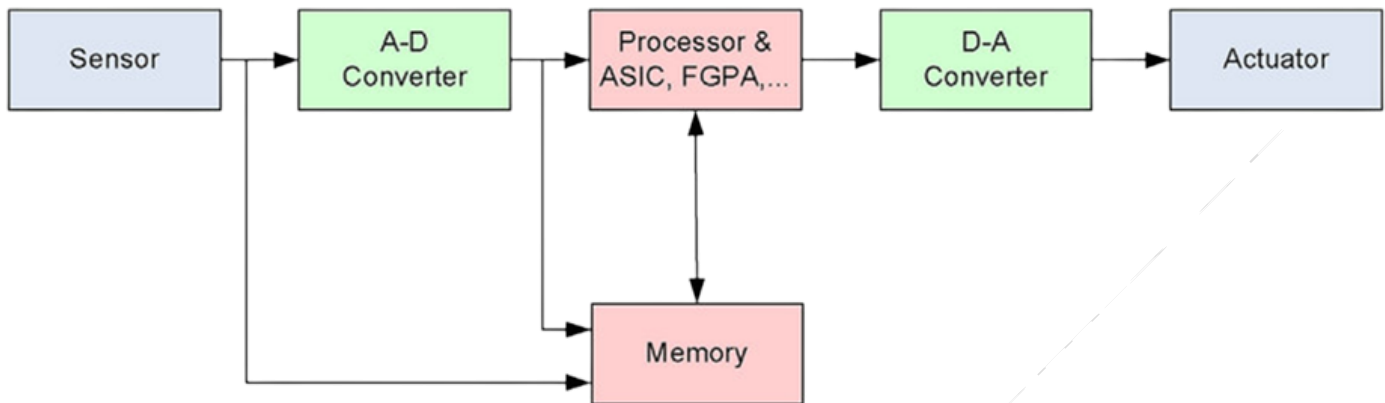 Sensor
A-D
Converter
Processor &
ASIC, FGPA,...
D-A
Converter
Actuator
Memory